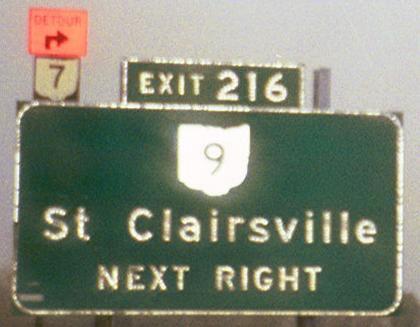 DETOUR
7
EXIT 216
9
St Clairsville
NEXT RIGHT